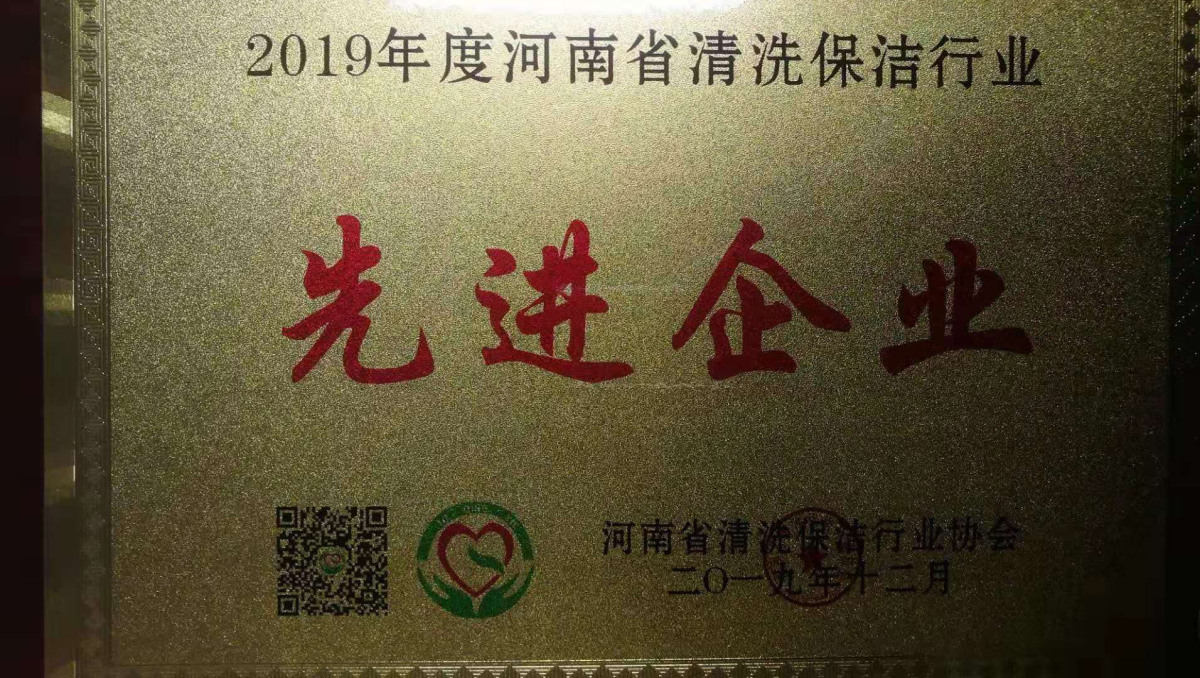 2019年度河南省清洗保洁行业
先进企业
河南省清洗保洁行业协会
二〇一九年十二月